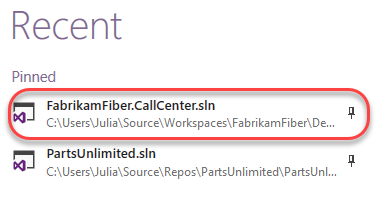 Recent
Pinned
FabrikamFiber.CallCenter.sln
C:\Users\Julia\Source\Workspaces\FabrikamFiber\De...
PartsUnlimited.sln
C:\Users\Julia\Source\Repos\PartsUnlimited\PartsUnl...